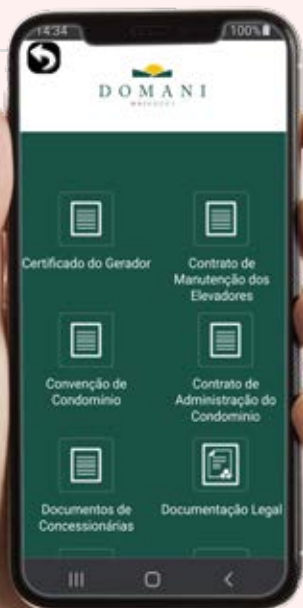 14:34
100%
DOMANI
Certificado do Gerador
Contrato de
Manutenção dos
Elevadores
Convenção de
Condomínio
Contrato de
Administração do
Condominio
Documentos de
Concessionárias
Documentação Legal